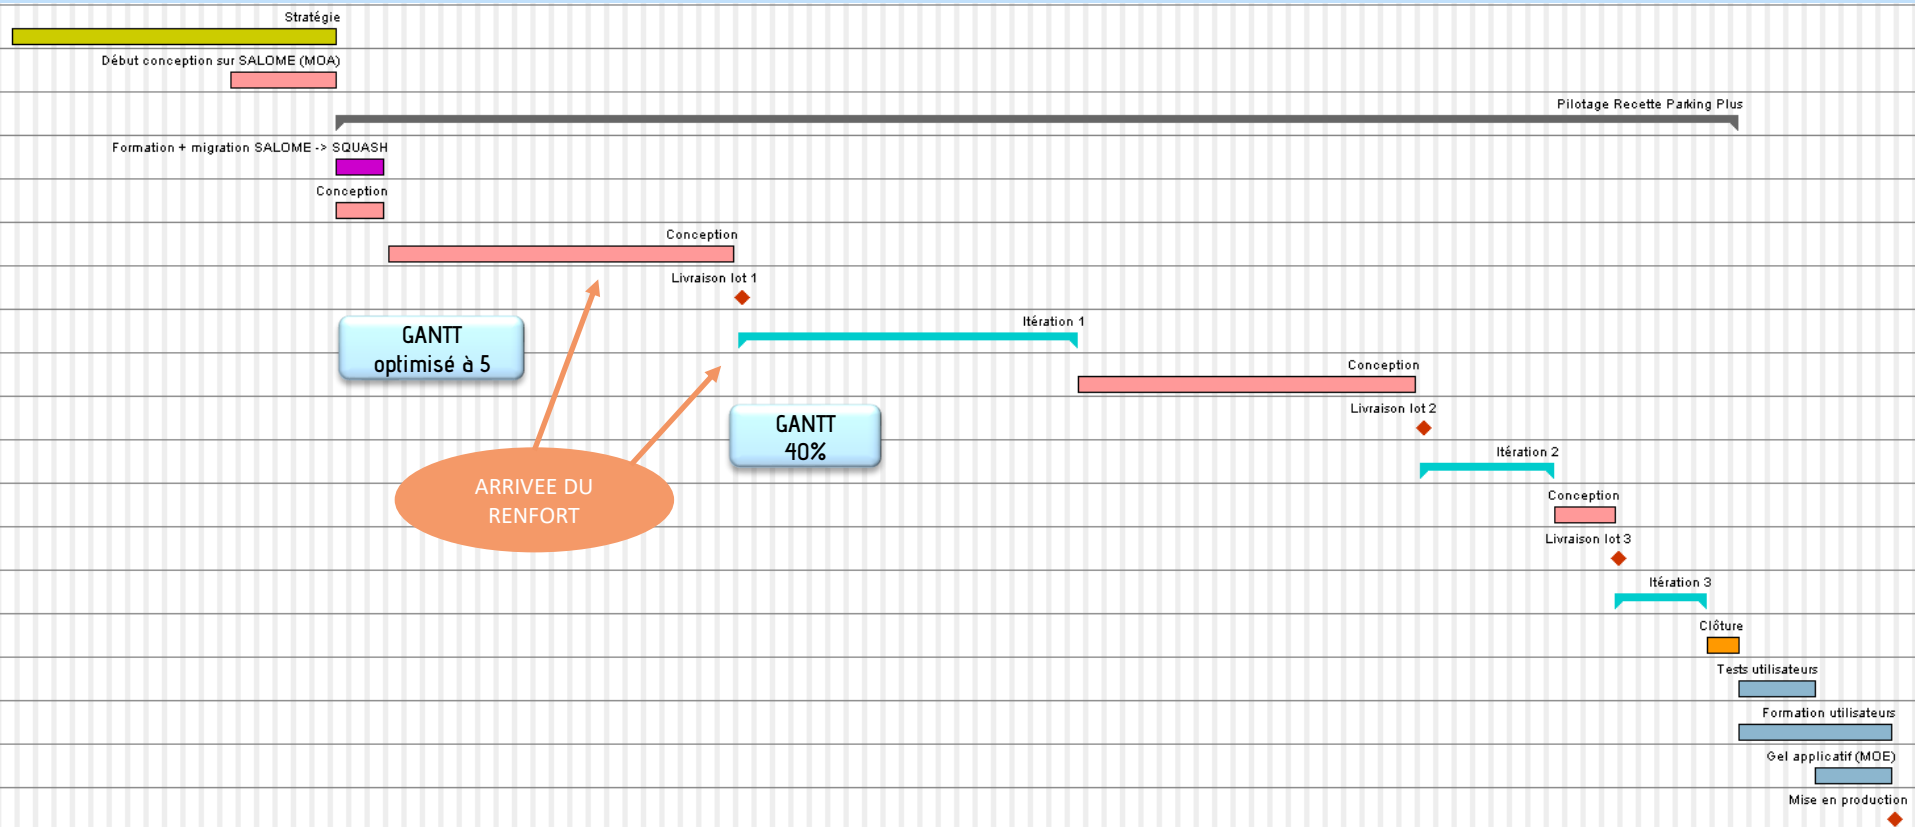 Stratégie
Début conception sur SALOME (MOA)
Pilotage Recette Parking Plus
Formation + migration SALOME -> SQUASH
Conception
Conception
Livraison lot 1
Itération 1
GANTT
optimisé à 5
Conception
Livraison lot 2
GANTT
40%
Itération 2
ARRIVEE DU
RENFORT
Conception
Livraison lot 3
Itération 3
Clôture
Tests utilisateurs
Formation utilisateurs
Gel applicatif (MOE)
Mise en production